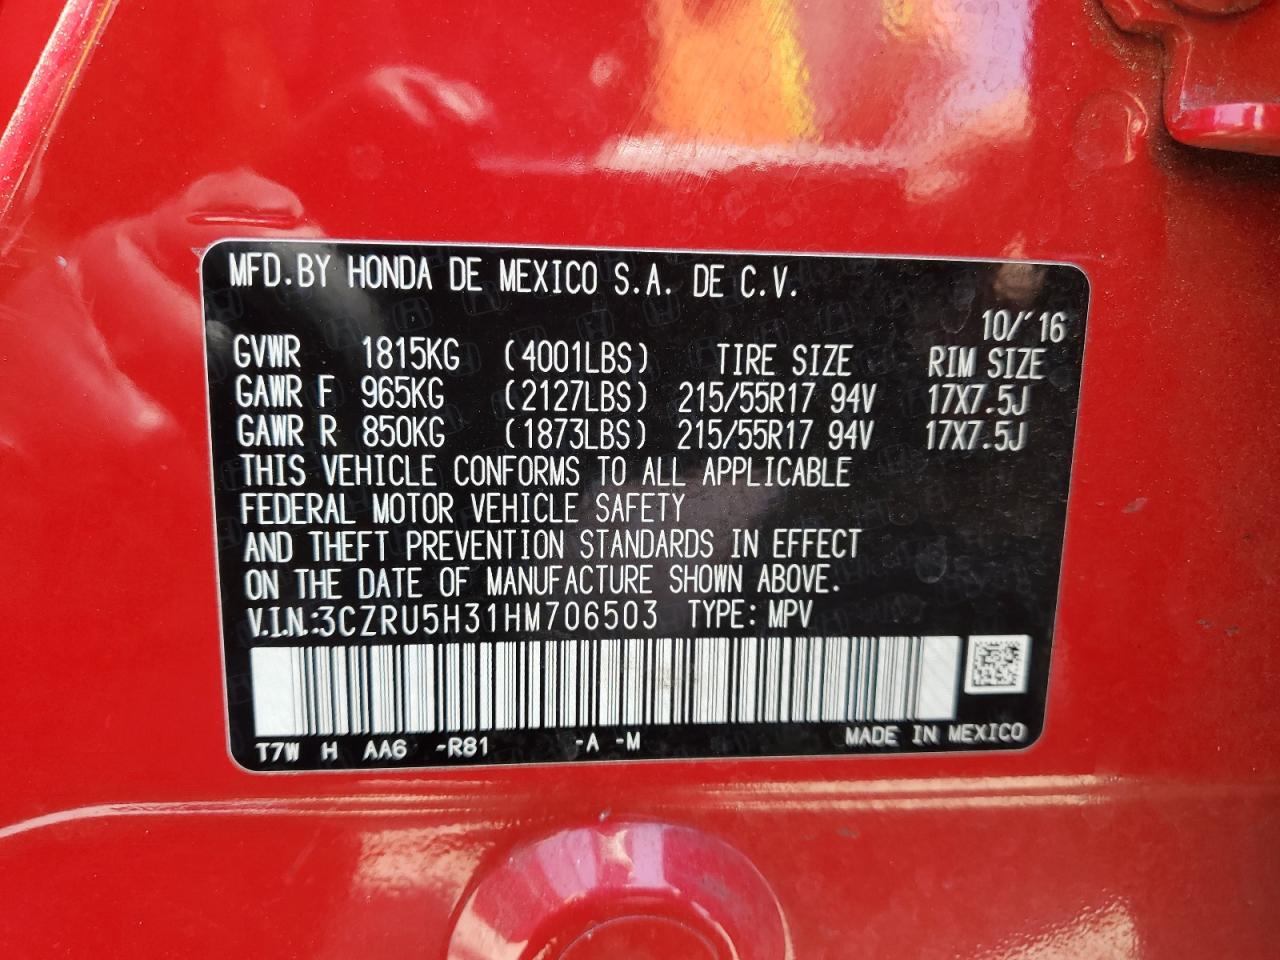 MFD.BY HONDA DE MEXICO S.A. DE C.V.
10/'16
GVWR 1815KG (4001LBS) TIRE SIZE RIM SIZE
GAWR F 965KG (2127LBS) 215/55R17 94V 17X7.5J
GAWR R 850KG (1873LBS) 215/55R17 94V 17X7.5J
THIS VEHICLE CONFORMS TO ALL APPLICABLE
FEDERAL MOTOR VEHICLE SAFETY
AND THEFT PREVENTION STANDARDS IN EFFECT
ON THE DATE OF MANUFACTURE SHOWN ABOVE.
V.I.N.:3CZRU5H31HM706503 TYPE: MPV
T7W H AA6 -R81 -A -M MADE IN MEXICO